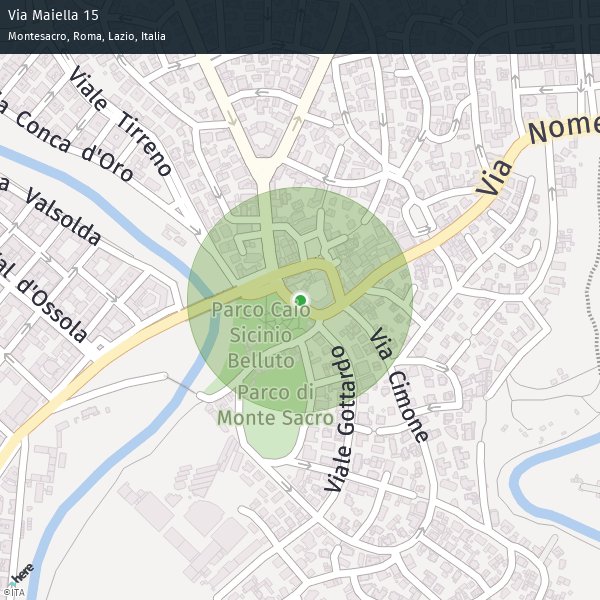 Via Maiella 15
Montesacro, Roma, Lazio, Italia
Viale Tirreno
Conca d'Oro
Via Nome
Valsolda
d'Ossola
Parco Caio
Sicinio
Belluto
Parco di
Monte Sacro
Viale Gottardo
Via Cimone
here
©ITA